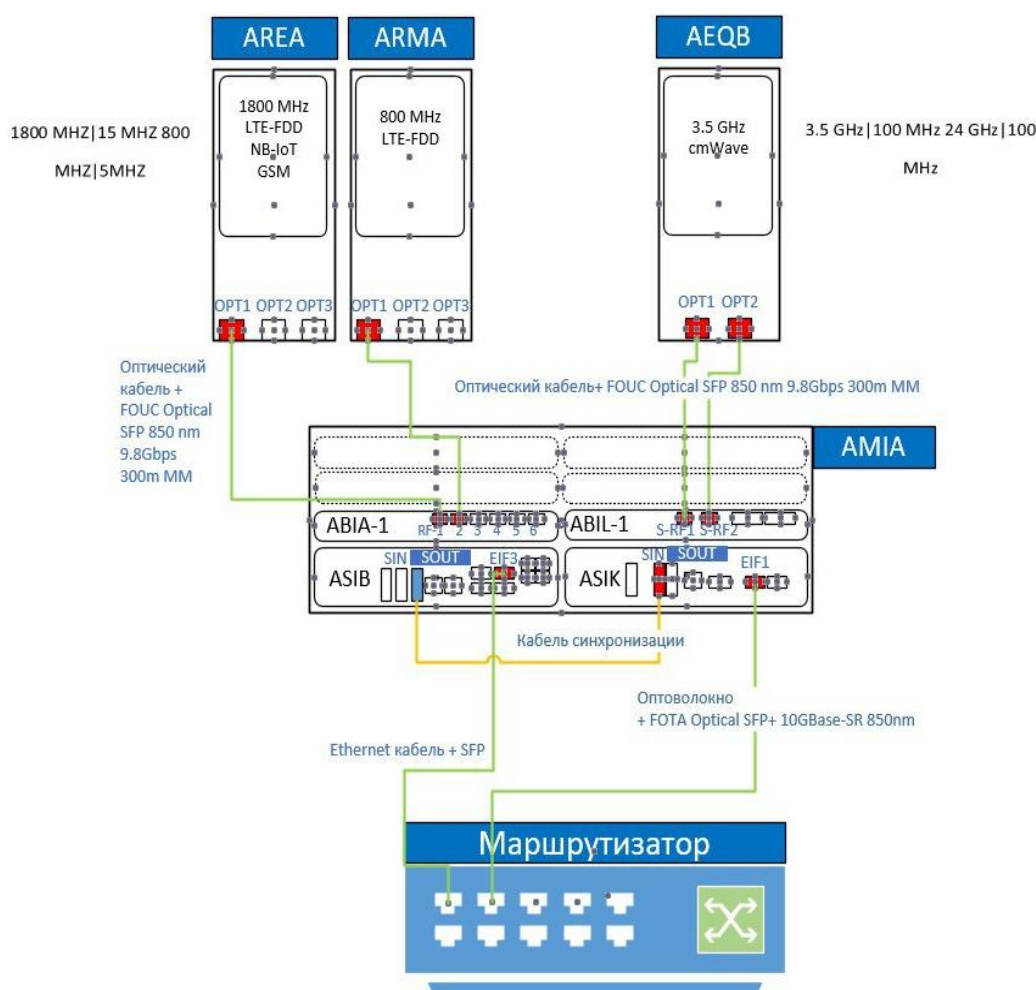 AREA
ARMA
AEQB
1800 MHZ|15 MHZ 800
MHZ|5MHZ
1800 MHz
LTE-FDD
NB-IoT
GSM
800 MHz
LTE-FDD
3.5 GHz
cmWave
3.5 GHz|100 MHz 24 GHz|100
MHz
OPT1 OPT2 OPT3
OPT1 OPT2 OPT3
OPT1 OPT2
Оптический
кабель +
FOUC Optical
SFP 850 nm
9.8Gbps
300m MM
Оптический кабель+ FOUC Optical SFP 850 nm 9.8Gbps 300m MM
AMIA
ABIA-1
RF-1 2 3 4 5 6
ABIL-1
S-RF1 S-RF2
ASIB
SIN SOUT EIF3
ASIK
SIN SOUT EIF1
Кабель синхронизации
Оптоволокно
+ FOTA Optical SFP+ 10GBase-SR 850nm
Ethernet кабель + SFP
Маршрутизатор